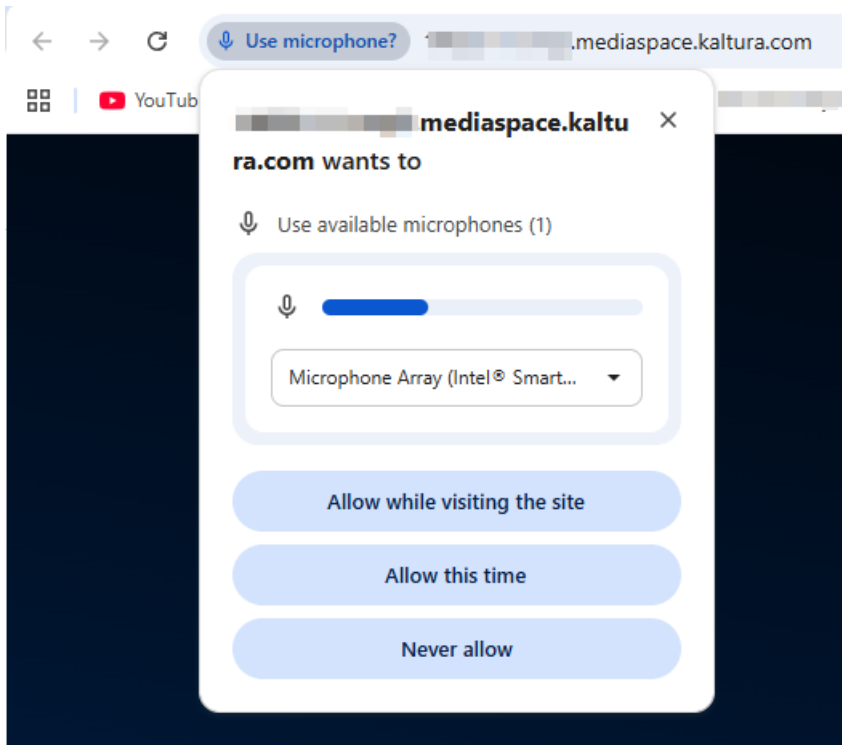 Use microphone?
.mediaspace.kaltura.com
YouTub
mediaspace.kaltu
ra.com wants to
Use available microphones (1)
Microphone Array (Intel® Smart...
Allow while visiting the site
Allow this time
Never allow